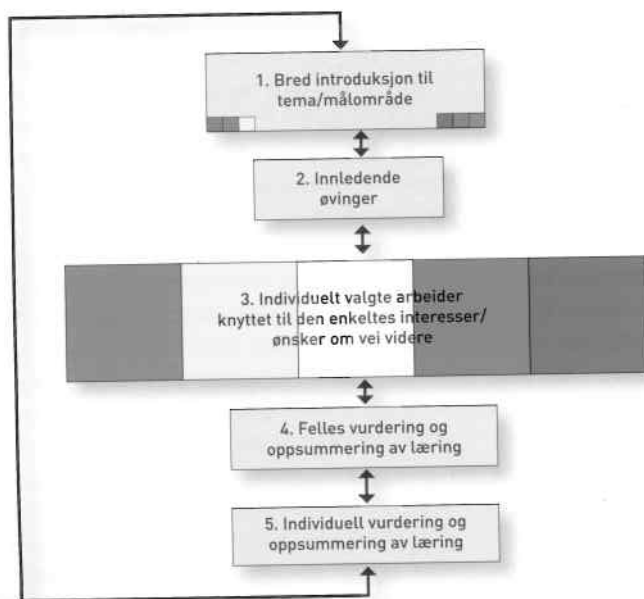 1. Bred introduksjon til
tema/målområde
2. Innledende
øvinger
3. Individuelt valgte arbeider
knyttet til den enkeltes interesser/
ønsker om vei videre
4. Felles vurdering og
oppsummering av læring
5. Individuell vurdering og
oppsummering av læring